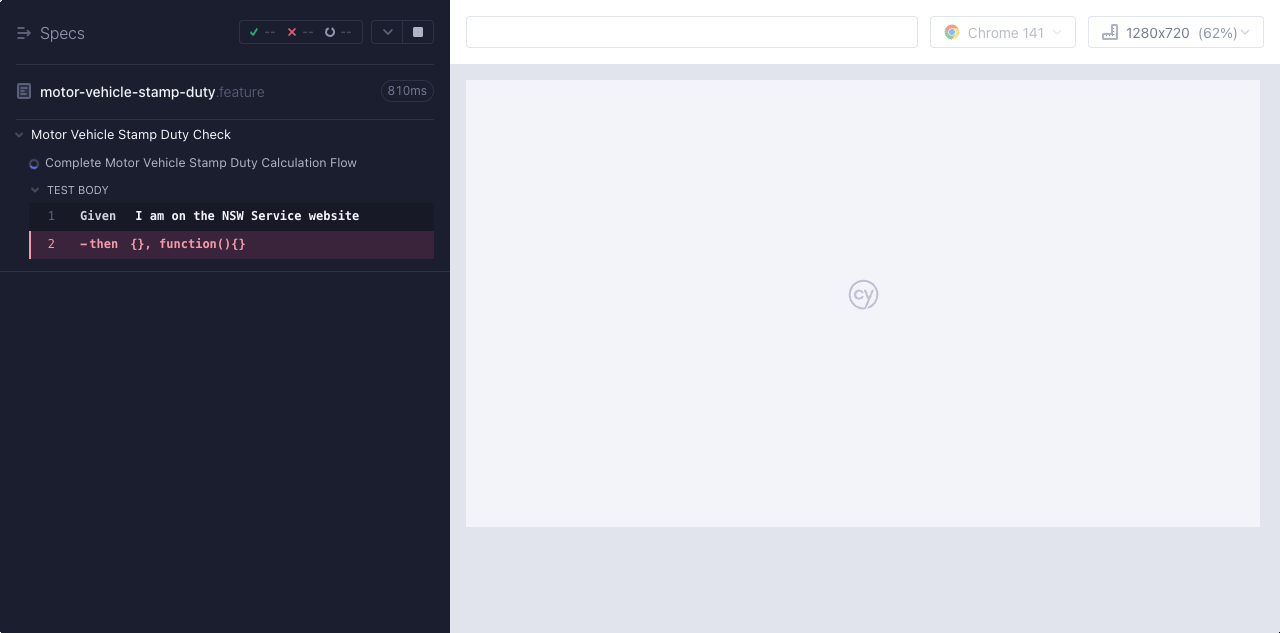 Specs -- -- --
motor-vehicle-stamp-duty.feature 810ms
Motor Vehicle Stamp Duty Check
Complete Motor Vehicle Stamp Duty Calculation Flow
TEST BODY
1 Given I am on the NSW Service website
2 -then {}, function(){}
Chrome 141
1280x720 (62%)
cy